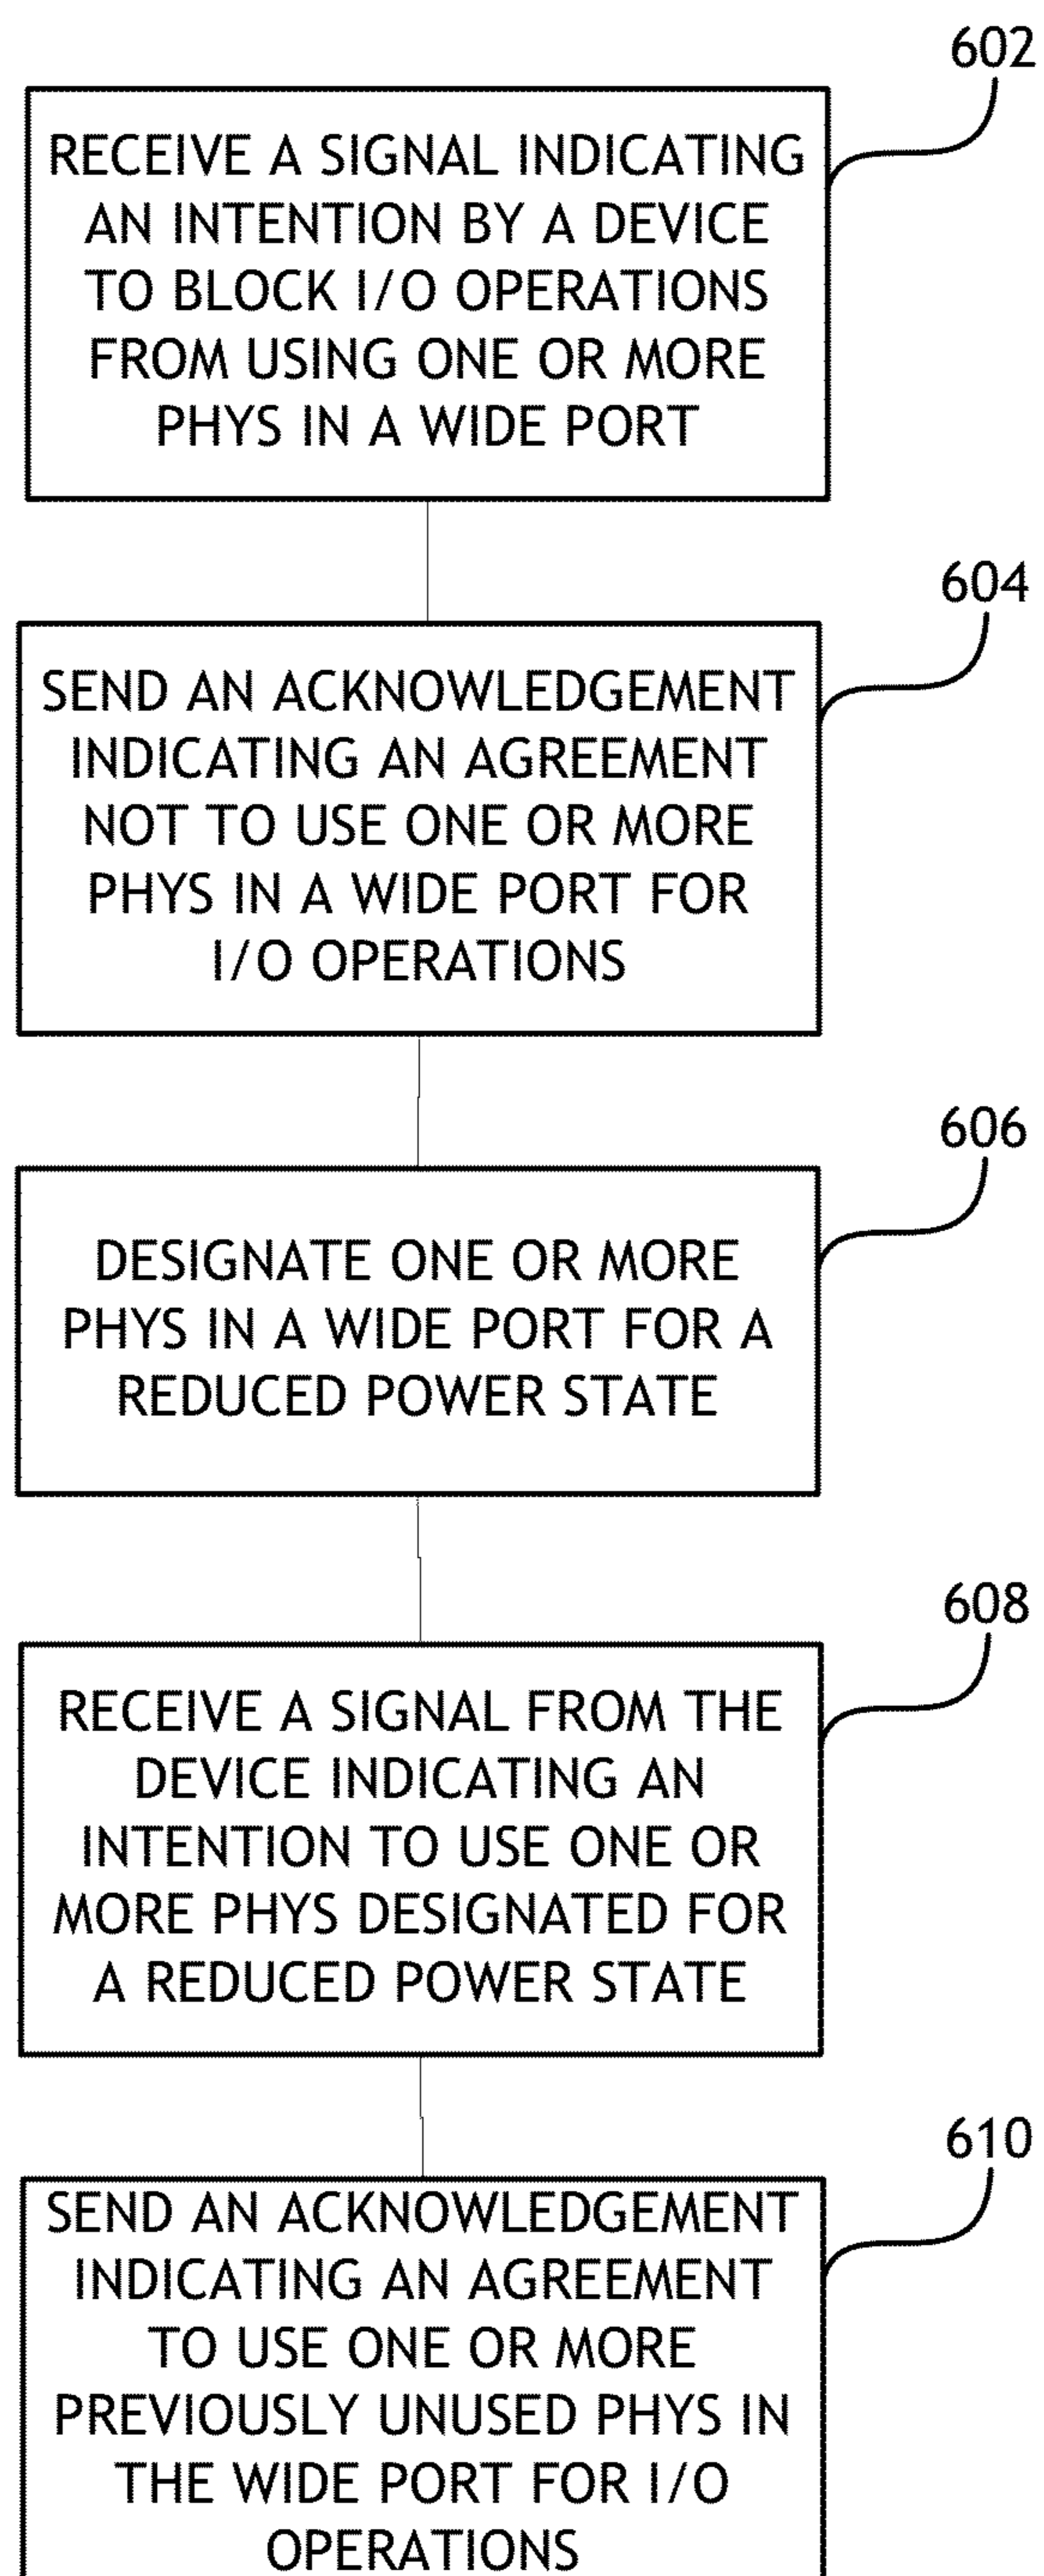 602
RECEIVE A SIGNAL INDICATING
AN INTENTION BY A DEVICE
TO BLOCK I/O OPERATIONS
FROM USING ONE OR MORE
PHYS IN A WIDE PORT
604
SEND AN ACKNOWLEDGEMENT
INDICATING AN AGREEMENT
NOT TO USE ONE OR MORE
PHYS IN A WIDE PORT FOR
I/O OPERATIONS
606
DESIGNATE ONE OR MORE
PHYS IN A WIDE PORT FOR A
REDUCED POWER STATE
608
RECEIVE A SIGNAL FROM THE
DEVICE INDICATING AN
INTENTION TO USE ONE OR
MORE PHYS DESIGNATED FOR
A REDUCED POWER STATE
610
SEND AN ACKNOWLEDGEMENT
INDICATING AN AGREEMENT
TO USE ONE OR MORE
PREVIOUSLY UNUSED PHYS IN
THE WIDE PORT FOR I/O
OPERATIONS